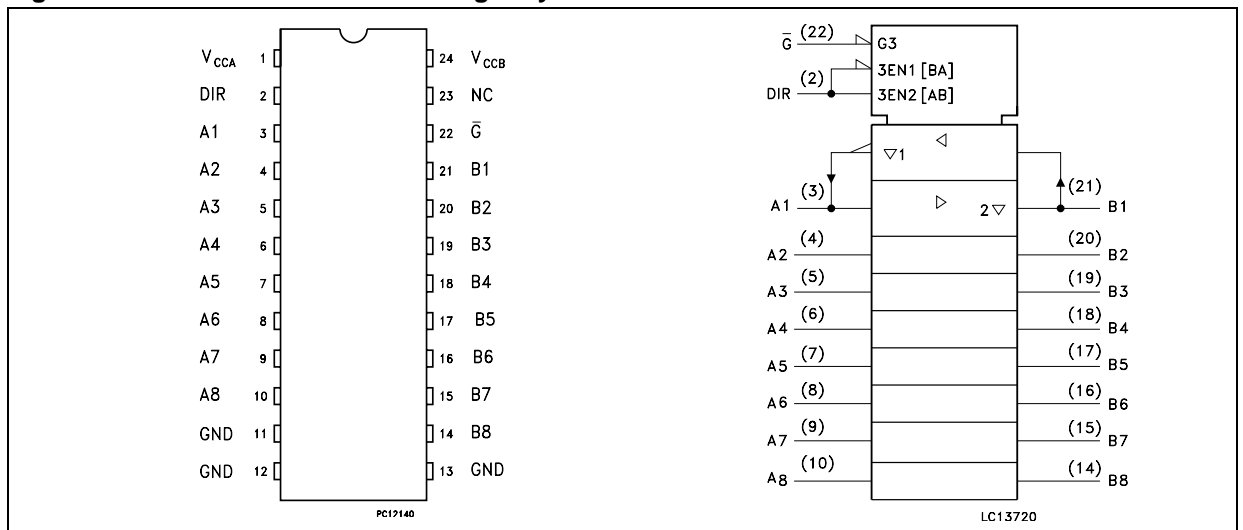 V_CCA 1 24 V_CCB
DIR 2 23 NC
A1 3 22 G̅
A2 4 21 B1
A3 5 20 B2
A4 6 19 B3
A5 7 18 B4
A6 8 17 B5
A7 9 16 B6
A8 10 15 B7
GND 11 14 B8
GND 12 13 GND
PC12140
G̅ (22) G3
3EN1 [BA]
DIR (2) 3EN2 [AB]
▽1 ◁
A1 (3) ▷ 2▽ (21) B1
A2 (4) (20) B2
A3 (5) (19) B3
A4 (6) (18) B4
A5 (7) (17) B5
A6 (8) (16) B6
A7 (9) (15) B7
A8 (10) (14) B8
LC13720